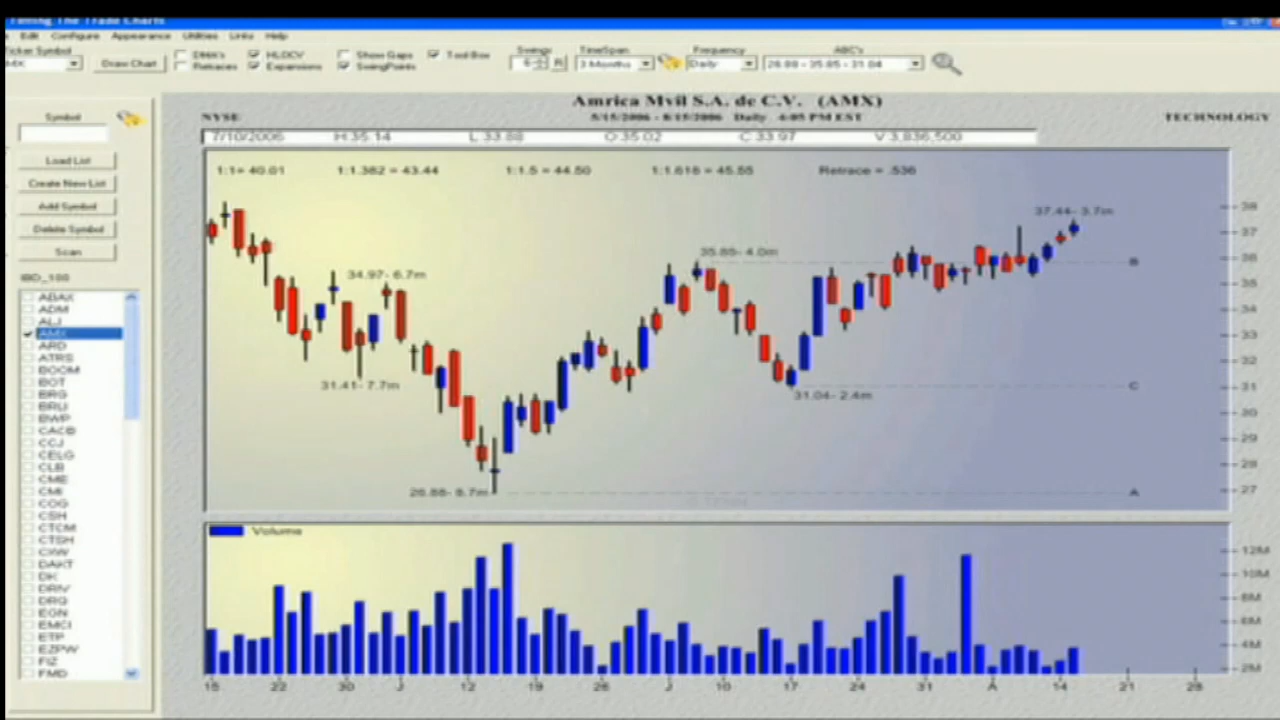 Timing The Trade Charts
Edit Configure Appearance Utilities Links Help
Ticker Symbol
AMX
Draw Chart
DMA's
Retraces
HLOCV
Expansions
Show Gaps
SwingPoints
Tool Box
Swings
6
R
TimeSpan
3 Months
Frequency
Daily
ABC's
26.88 - 35.85 - 31.04
Amrica Mvil S.A. de C.V. (AMX)
NYSE
5/15/2006 - 8/15/2006 Daily 4:05 PM EST
TECHNOLOGY
7/10/2006 H:35.14 L:33.88 O:35.02 C:33.97 V:3,836,500
1:1= 40.01 1:1.382 = 43.44 1:1.5 = 44.50 1:1.618 = 45.55 Retrace = .536
Symbol
Load List
Create New List
Add Symbol
Delete Symbol
Scan
IBD_100
ABAX
ADM
ALJ
AMX
ARD
ATRS
BOOM
BOT
BRG
BRLI
BWP
CACB
CCJ
CELG
CLB
CME
CMI
COG
CSH
CTCM
CTSH
CXW
DAKT
DK
DRIV
DRQ
EGN
EMCI
ETP
EZPW
FIZ
FMD
37.44- 3.7m
35.85- 4.0m
34.97- 6.7m
31.41- 7.7m
31.04- 2.4m
26.88- 8.7m
B
C
A
38
37
36
35
34
33
32
31
30
29
28
27
Volume
12M
10M
8M
6M
4M
2M
15 22 30 J 12 19 26 J 10 17 24 31 A 14 21 28